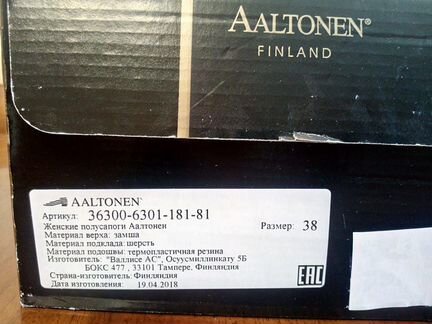 AALTONEN®
FINLAND
AALTONEN
Артикул: 36300-6301-181-81
Женские полусапоги Аалтонен
Размер: 38
Материал верха: замша
Материал подклада: шерсть
Материал подошвы: термопластичная резина
Изготовитель: "Валлисе АС", Осуусмиллинкату 5Б
БОКС 477 , 33101 Тампере. Финляндия
Страна-изготовитель: Финляндия
Дата изготовления: 19.04.2018
EAC